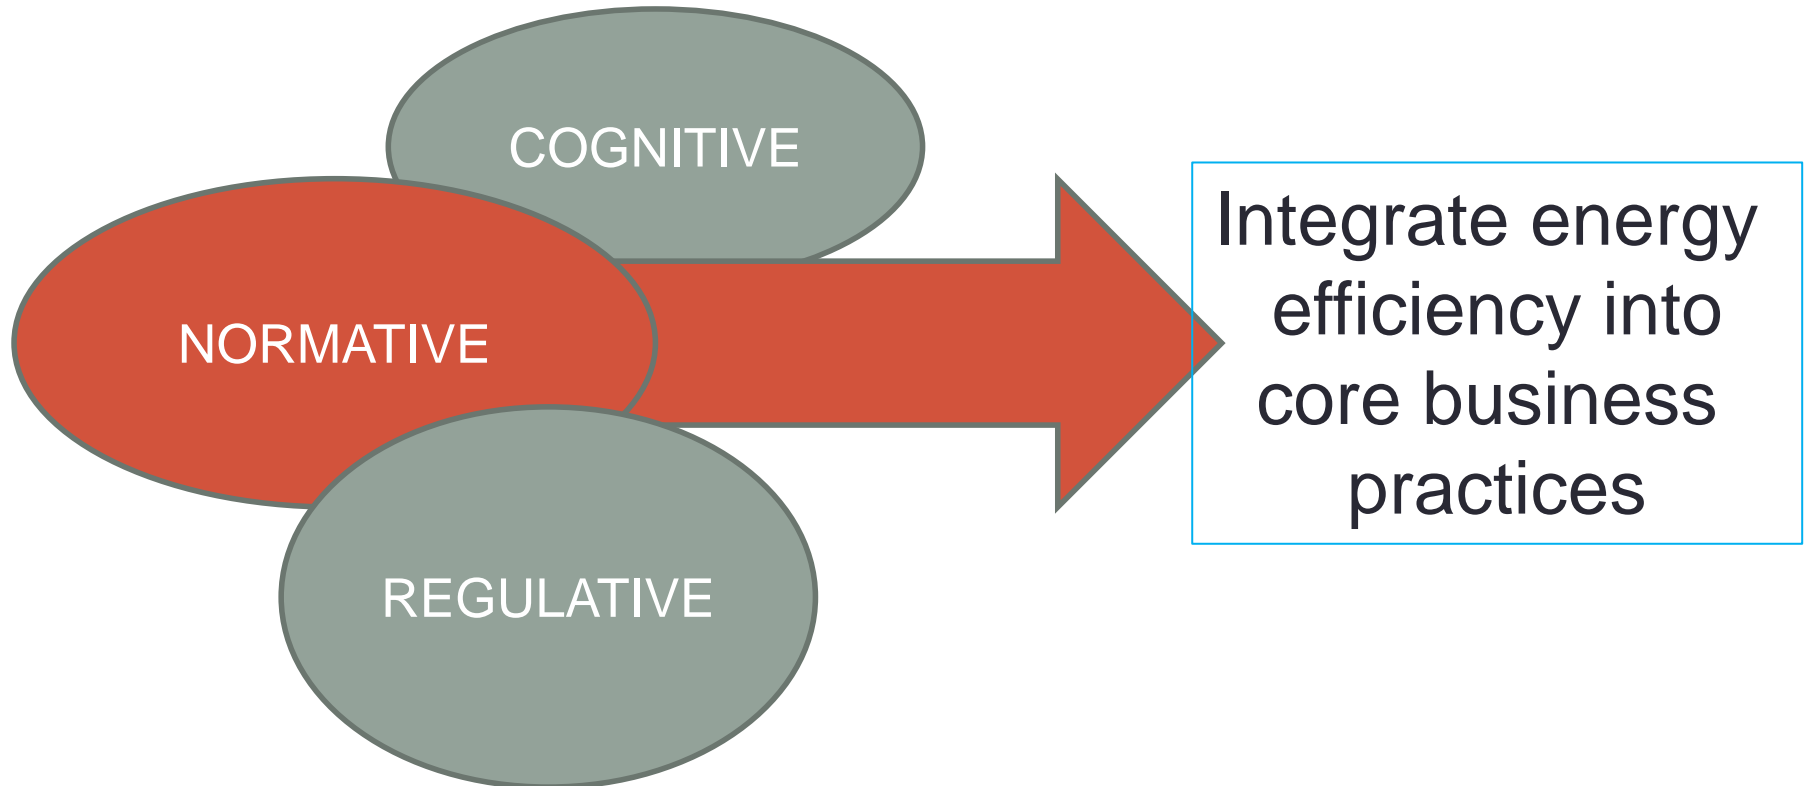 COGNITIVE
NORMATIVE
REGULATIVE
Integrate energy
efficiency into
core business
practices